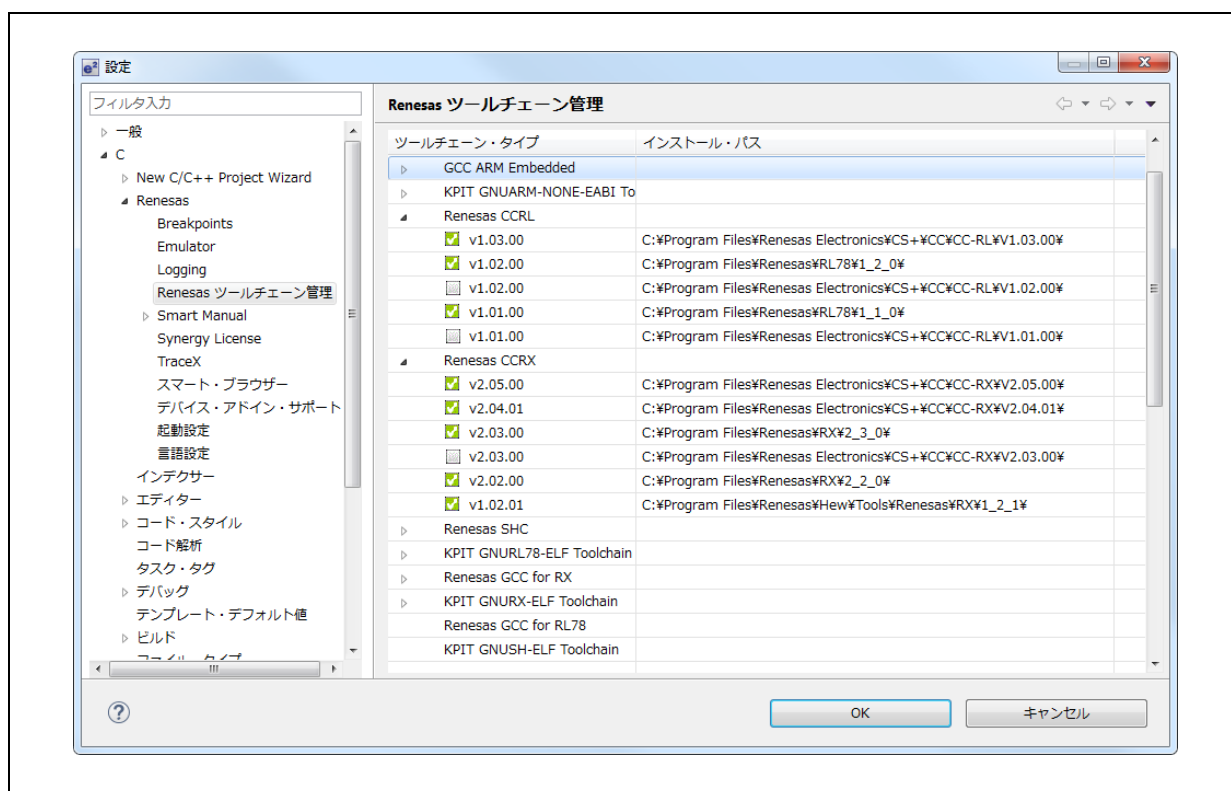 e² 設定
フィルタ入力
一般
C
New C/C++ Project Wizard
Renesas
Breakpoints
Emulator
Logging
Renesas ツールチェーン管理
Smart Manual
Synergy License
TraceX
スマート・ブラウザー
デバイス・アドイン・サポート
起動設定
言語設定
インデクサー
エディター
コード・スタイル
コード解析
タスク・タグ
デバッグ
テンプレート・デフォルト値
ビルド
ファイル・タイプ
Renesas ツールチェーン管理
ツールチェーン・タイプ インストール・パス
GCC ARM Embedded
KPIT GNUARM-NONE-EABI To
Renesas CCRL
v1.03.00 C:¥Program Files¥Renesas Electronics¥CS+¥CC¥CC-RL¥V1.03.00¥
v1.02.00 C:¥Program Files¥Renesas¥RL78¥1_2_0¥
v1.02.00 C:¥Program Files¥Renesas Electronics¥CS+¥CC¥CC-RL¥V1.02.00¥
v1.01.00 C:¥Program Files¥Renesas¥RL78¥1_1_0¥
v1.01.00 C:¥Program Files¥Renesas Electronics¥CS+¥CC¥CC-RL¥V1.01.00¥
Renesas CCRX
v2.05.00 C:¥Program Files¥Renesas Electronics¥CS+¥CC¥CC-RX¥V2.05.00¥
v2.04.01 C:¥Program Files¥Renesas Electronics¥CS+¥CC¥CC-RX¥V2.04.01¥
v2.03.00 C:¥Program Files¥Renesas¥RX¥2_3_0¥
v2.03.00 C:¥Program Files¥Renesas Electronics¥CS+¥CC¥CC-RX¥V2.03.00¥
v2.02.00 C:¥Program Files¥Renesas¥RX¥2_2_0¥
v1.02.01 C:¥Program Files¥Renesas¥Hew¥Tools¥Renesas¥RX¥1_2_1¥
Renesas SHC
KPIT GNURL78-ELF Toolchain
Renesas GCC for RX
KPIT GNURX-ELF Toolchain
Renesas GCC for RL78
KPIT GNUSH-ELF Toolchain
?
OK
キャンセル